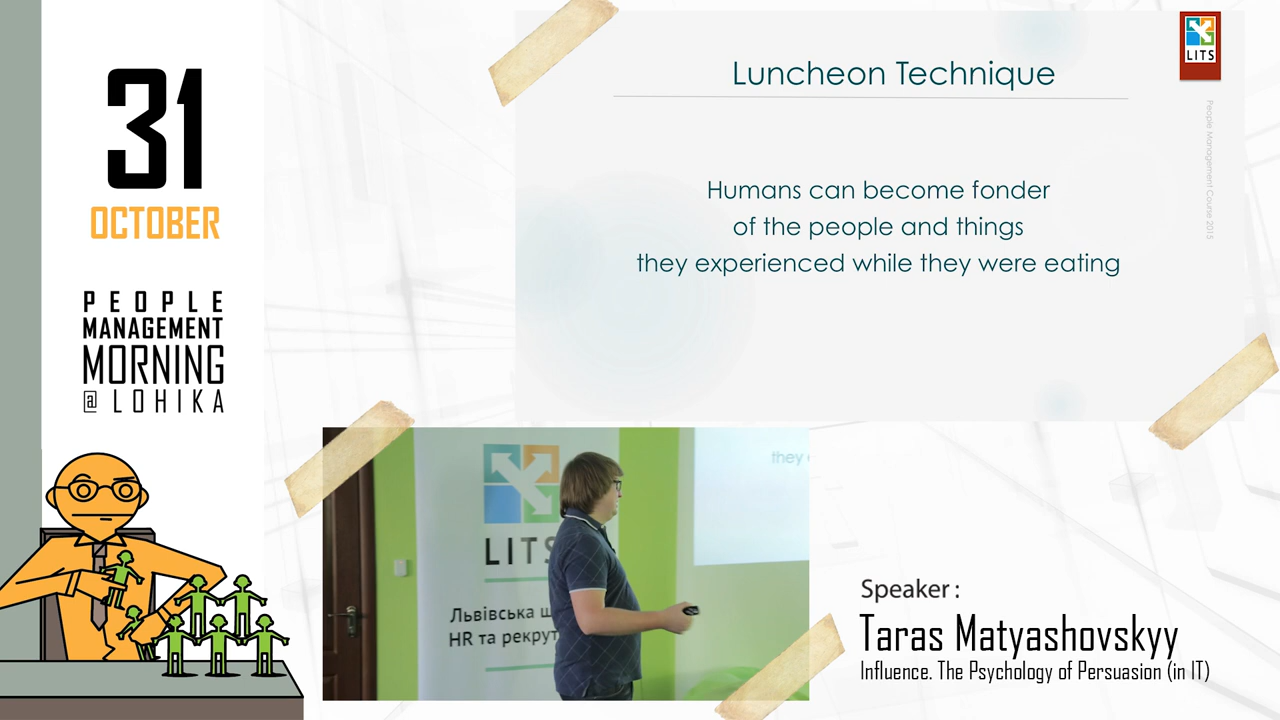 31
OCTOBER
PEOPLE
MANAGEMENT
MORNING
@ LOHIKA
Luncheon Technique
Humans can become fonder
of the people and things
they experienced while they were eating
LITS
People Management Course 2015
they
LITS
Львівська
HR та
Speaker :
Taras Matyashovskyy
Influence. The Psychology of Persuasion (in IT)